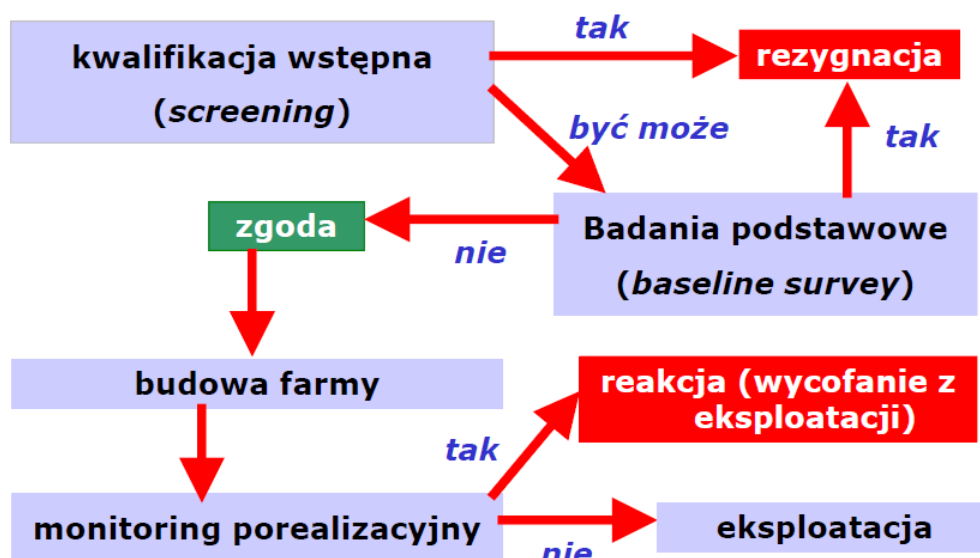 kwalifikacja wstępna
(screening)
tak
rezygnacja
być może
tak
zgoda
nie
Badania podstawowe
(baseline survey)
budowa farmy
reakcja (wycofanie z
eksploatacji)
tak
monitoring porealizacyjny
nie
eksploatacja